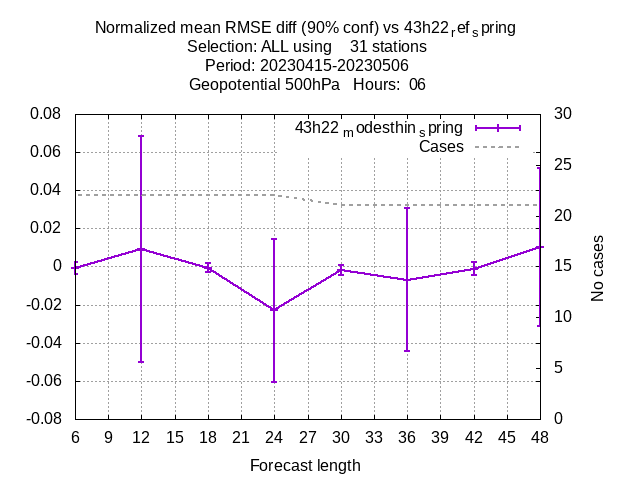 Normalized mean RMSE diff (90% conf) vs 43h22ref spring
Selection: ALL using 31 stations
Period: 20230415-20230506
Geopotential 500hPa Hours: 06
43h22modesthinspring
Cases
0.08
0.06
0.04
0.02
0
-0.02
-0.04
-0.06
-0.08
30
25
20
15
10
5
0
No cases
6 9 12 15 18 21 24 27 30 33 36 39 42 45 48
Forecast length